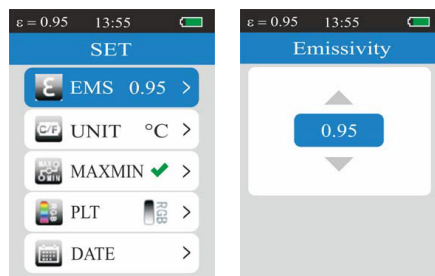 ε = 0.95 13:55
SET
EMS 0.95 >
C/F UNIT °C >
MAXMIN ✔ >
PLT RGB >
DATE >
ε = 0.95 13:55
Emissivity
0.95